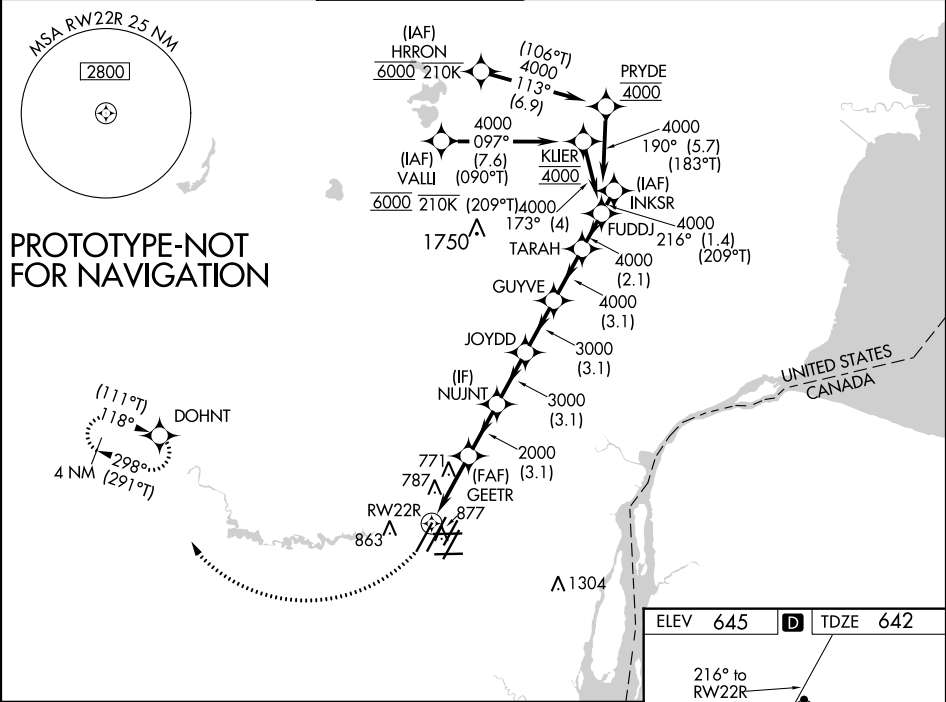 MSA RW22R 25 NM
2800
(IAF)
HRRON
6000 210K
(106°T)
4000
113°
(6.9)
PRYDE
4000
4000
097°
(7.6)
(090°T)
(IAF)
VALLI
6000 210K
KLIER
4000
4000
190° (5.7)
(183°T)
(IAF)
INKSR
(209°T)
4000
173° (4)
FUDDJ
4000
216° (1.4)
(209°T)
1750
TARAH
4000
(2.1)
PROTOTYPE-NOT
FOR NAVIGATION
GUYVE
4000
(3.1)
JOYDD
3000
(3.1)
(IF)
NUJNT
3000
(3.1)
UNITED STATES
CANADA
(111°T)
118°
DOHNT
298°
(291°T)
4 NM
2000
(3.1)
771
787
(FAF)
GEETR
RW22R
877
863
1304
ELEV 645 D TDZE 642
216° to
RW22R